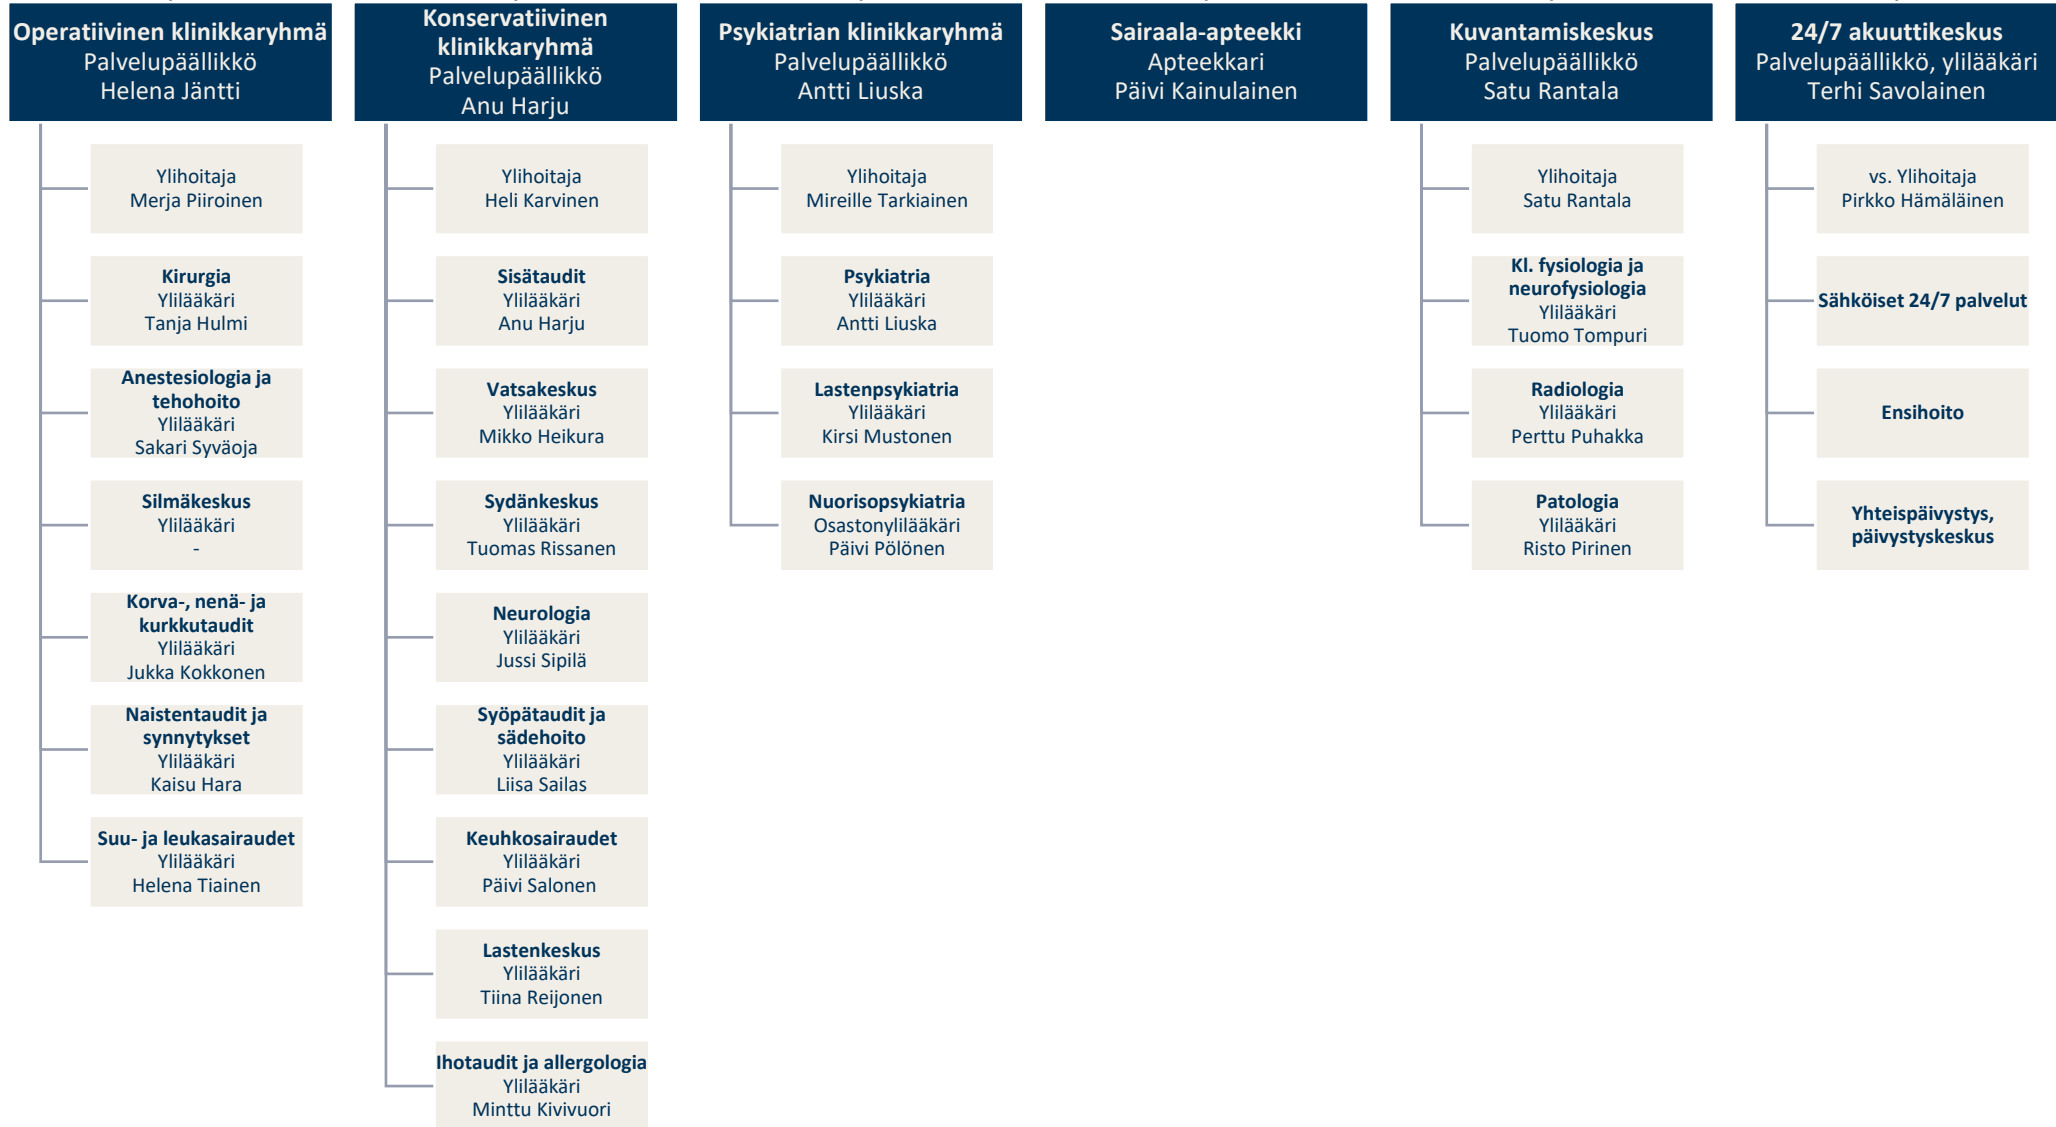 Operatiivinen klinikkaryhmä
Palvelupäällikkö
Helena Jäntti
Ylihoitaja
Merja Piiroinen
Kirurgia
Ylilääkäri
Tanja Hulmi
Anestesiologia ja
tehohoito
Ylilääkäri
Sakari Syväoja
Silmäkeskus
Ylilääkäri
-
Korva-, nenä- ja
kurkkutaudit
Ylilääkäri
Jukka Kokkonen
Naistentaudit ja
synnytykset
Ylilääkäri
Kaisu Hara
Suu- ja leukasairaudet
Ylilääkäri
Helena Tiainen
Konservatiivinen
klinikkaryhmä
Palvelupäällikkö
Anu Harju
Ylihoitaja
Heli Karvinen
Sisätaudit
Ylilääkäri
Anu Harju
Vatsakeskus
Ylilääkäri
Mikko Heikura
Sydänkeskus
Ylilääkäri
Tuomas Rissanen
Neurologia
Ylilääkäri
Jussi Sipilä
Syöpätaudit ja
sädehoito
Ylilääkäri
Liisa Sailas
Keuhkosairaudet
Ylilääkäri
Päivi Salonen
Lastenkeskus
Ylilääkäri
Tiina Reijonen
Ihotaudit ja allergologia
Ylilääkäri
Minttu Kivivuori
Psykiatrian klinikkaryhmä
Palvelupäällikkö
Antti Liuska
Ylihoitaja
Mireille Tarkiainen
Psykiatria
Ylilääkäri
Antti Liuska
Lastenpsykiatria
Ylilääkäri
Kirsi Mustonen
Nuorisopsykiatria
Osastonylilääkäri
Päivi Pölönen
Sairaala-apteekki
Apteekkari
Päivi Kainulainen
Kuvantamiskeskus
Palvelupäällikkö
Satu Rantala
Ylihoitaja
Satu Rantala
Kl. fysiologia ja
neurofysiologia
Ylilääkäri
Tuomo Tompuri
Radiologia
Ylilääkäri
Perttu Puhakka
Patologia
Ylilääkäri
Risto Pirinen
24/7 akuuttikeskus
Palvelupäällikkö, ylilääkäri
Terhi Savolainen
vs. Ylihoitaja
Pirkko Hämäläinen
Sähköiset 24/7 palvelut
Ensihoito
Yhteispäivystys,
päivystyskeskus